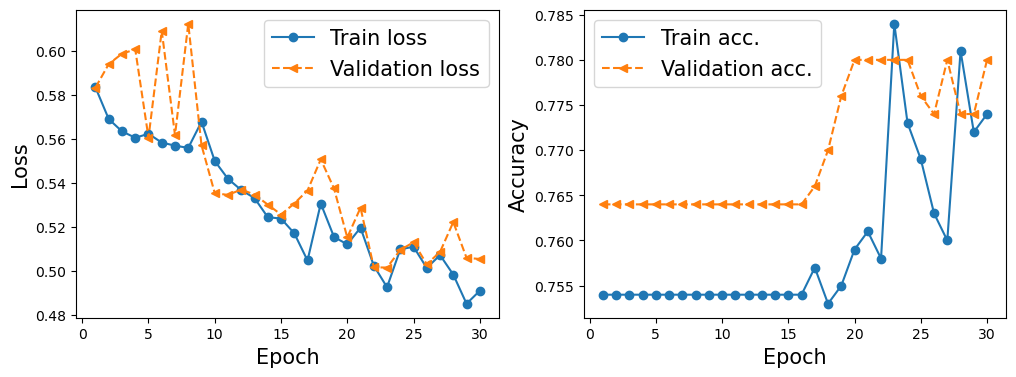 0.60
0.58
0.56
0.54
0.52
0.50
0.48
Loss
0 5 10 15 20 25 30
Epoch
Train loss
Validation loss
0.785
0.780
0.775
0.770
0.765
0.760
0.755
Accuracy
0 5 10 15 20 25 30
Epoch
Train acc.
Validation acc.